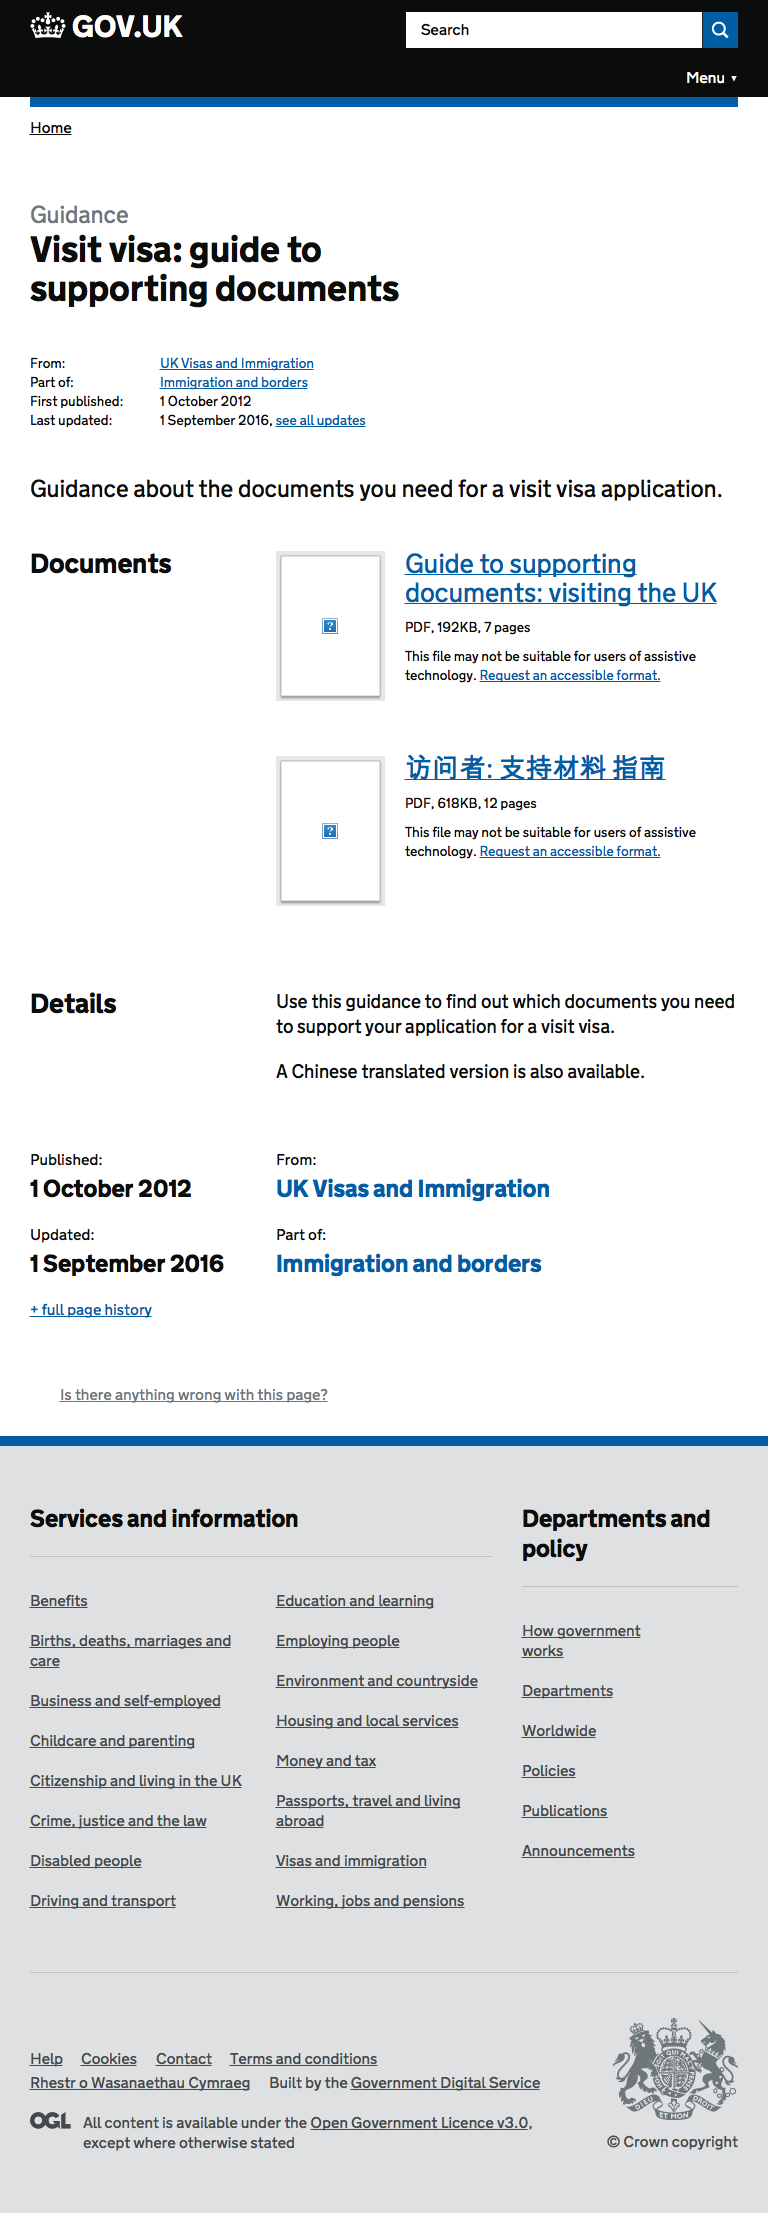 GOV.UK
Search
Menu ▼
Home
Guidance
Visit visa: guide to
supporting documents
From: UK Visas and Immigration
Part of: Immigration and borders
First published: 1 October 2012
Last updated: 1 September 2016, see all updates
Guidance about the documents you need for a visit visa application.
Documents
Guide to supporting
documents: visiting the UK
PDF, 192KB, 7 pages
This file may not be suitable for users of assistive
technology. Request an accessible format.
访问者: 支持材料 指南
PDF, 618KB, 12 pages
This file may not be suitable for users of assistive
technology. Request an accessible format.
Details
Use this guidance to find out which documents you need
to support your application for a visit visa.
A Chinese translated version is also available.
Published:
1 October 2012
From:
UK Visas and Immigration
Updated:
1 September 2016
Part of:
Immigration and borders
+ full page history
Is there anything wrong with this page?
Services and information
Benefits
Births, deaths, marriages and
care
Business and self-employed
Childcare and parenting
Citizenship and living in the UK
Crime, justice and the law
Disabled people
Driving and transport
Education and learning
Employing people
Environment and countryside
Housing and local services
Money and tax
Passports, travel and living
abroad
Visas and immigration
Working, jobs and pensions
Departments and
policy
How government
works
Departments
Worldwide
Policies
Publications
Announcements
Help Cookies Contact Terms and conditions
Rhestr o Wasanaethau Cymraeg Built by the Government Digital Service
OGL All content is available under the Open Government Licence v3.0,
except where otherwise stated
DIEU ET MON DROIT
© Crown copyright